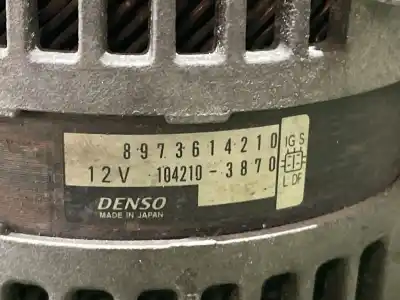 8973614210
12V 104210-3870
IG S
L DF
DENSO
MADE IN JAPAN